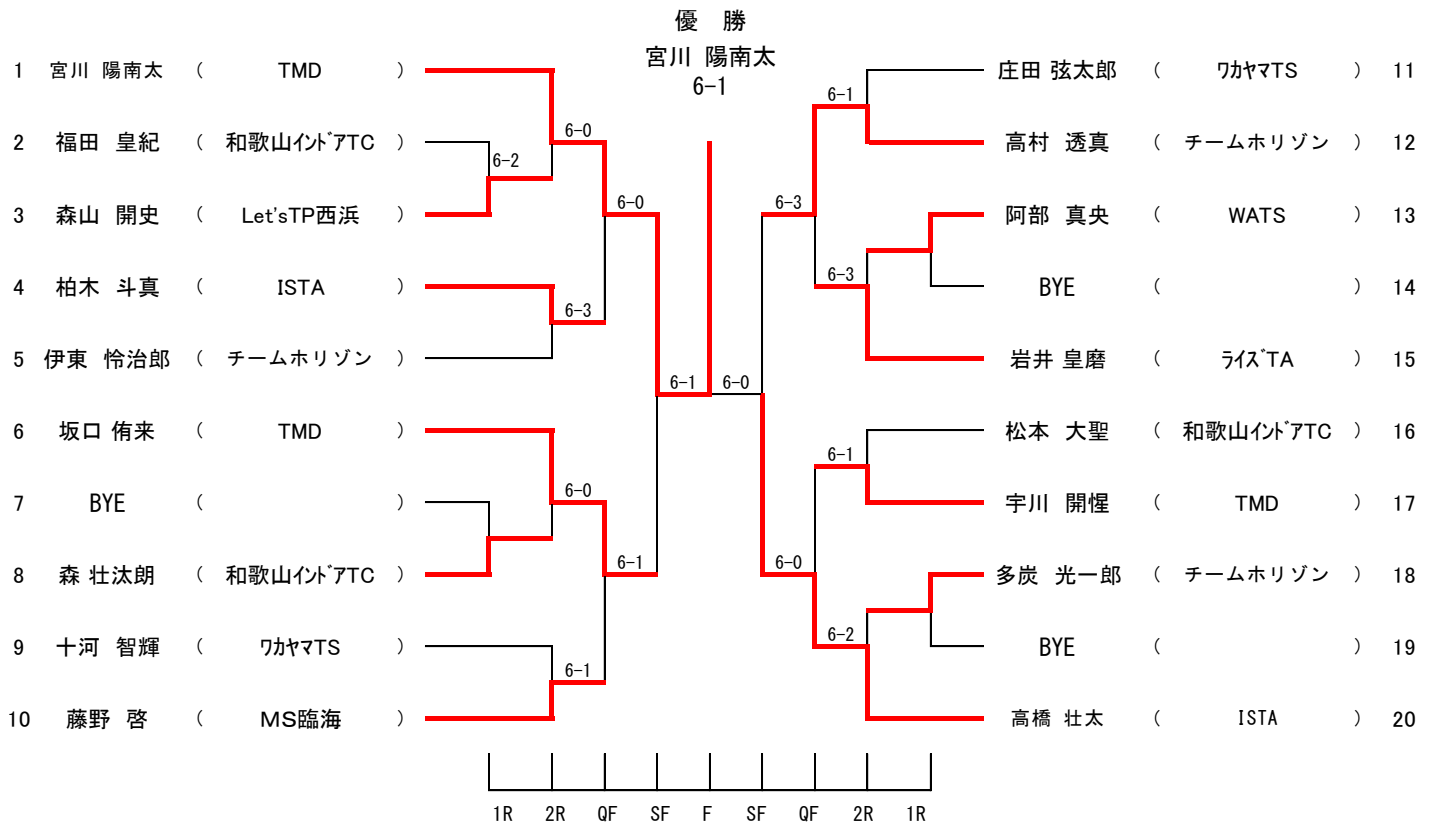 優 勝
宮川 陽南太
6-1
1 宮川 陽南太 ( TMD )
2 福田 皇紀 ( 和歌山インドアTC )
3 森山 開史 ( Let'sTP西浜 )
4 柏木 斗真 ( ISTA )
5 伊東 怜治郎 ( チームホリゾン )
6 坂口 侑来 ( TMD )
7 BYE ( )
8 森 壮汰朗 ( 和歌山インドアTC )
9 十河 智輝 ( ワカヤマTS )
10 藤野 啓 ( MS臨海 )
6-2
6-0
6-3
6-0
6-1
6-0
6-1
6-1
6-0
6-3
6-0
6-1
6-3
6-1
6-2
庄田 弦太郎 ( ワカヤマTS ) 11
高村 透真 ( チームホリゾン ) 12
阿部 真央 ( WATS ) 13
BYE ( ) 14
岩井 皇磨 ( ライズTA ) 15
松本 大聖 ( 和歌山インドアTC ) 16
宇川 開惺 ( TMD ) 17
多炭 光一郎 ( チームホリゾン ) 18
BYE ( ) 19
高橋 壮太 ( ISTA ) 20
1R 2R QF SF F SF QF 2R 1R